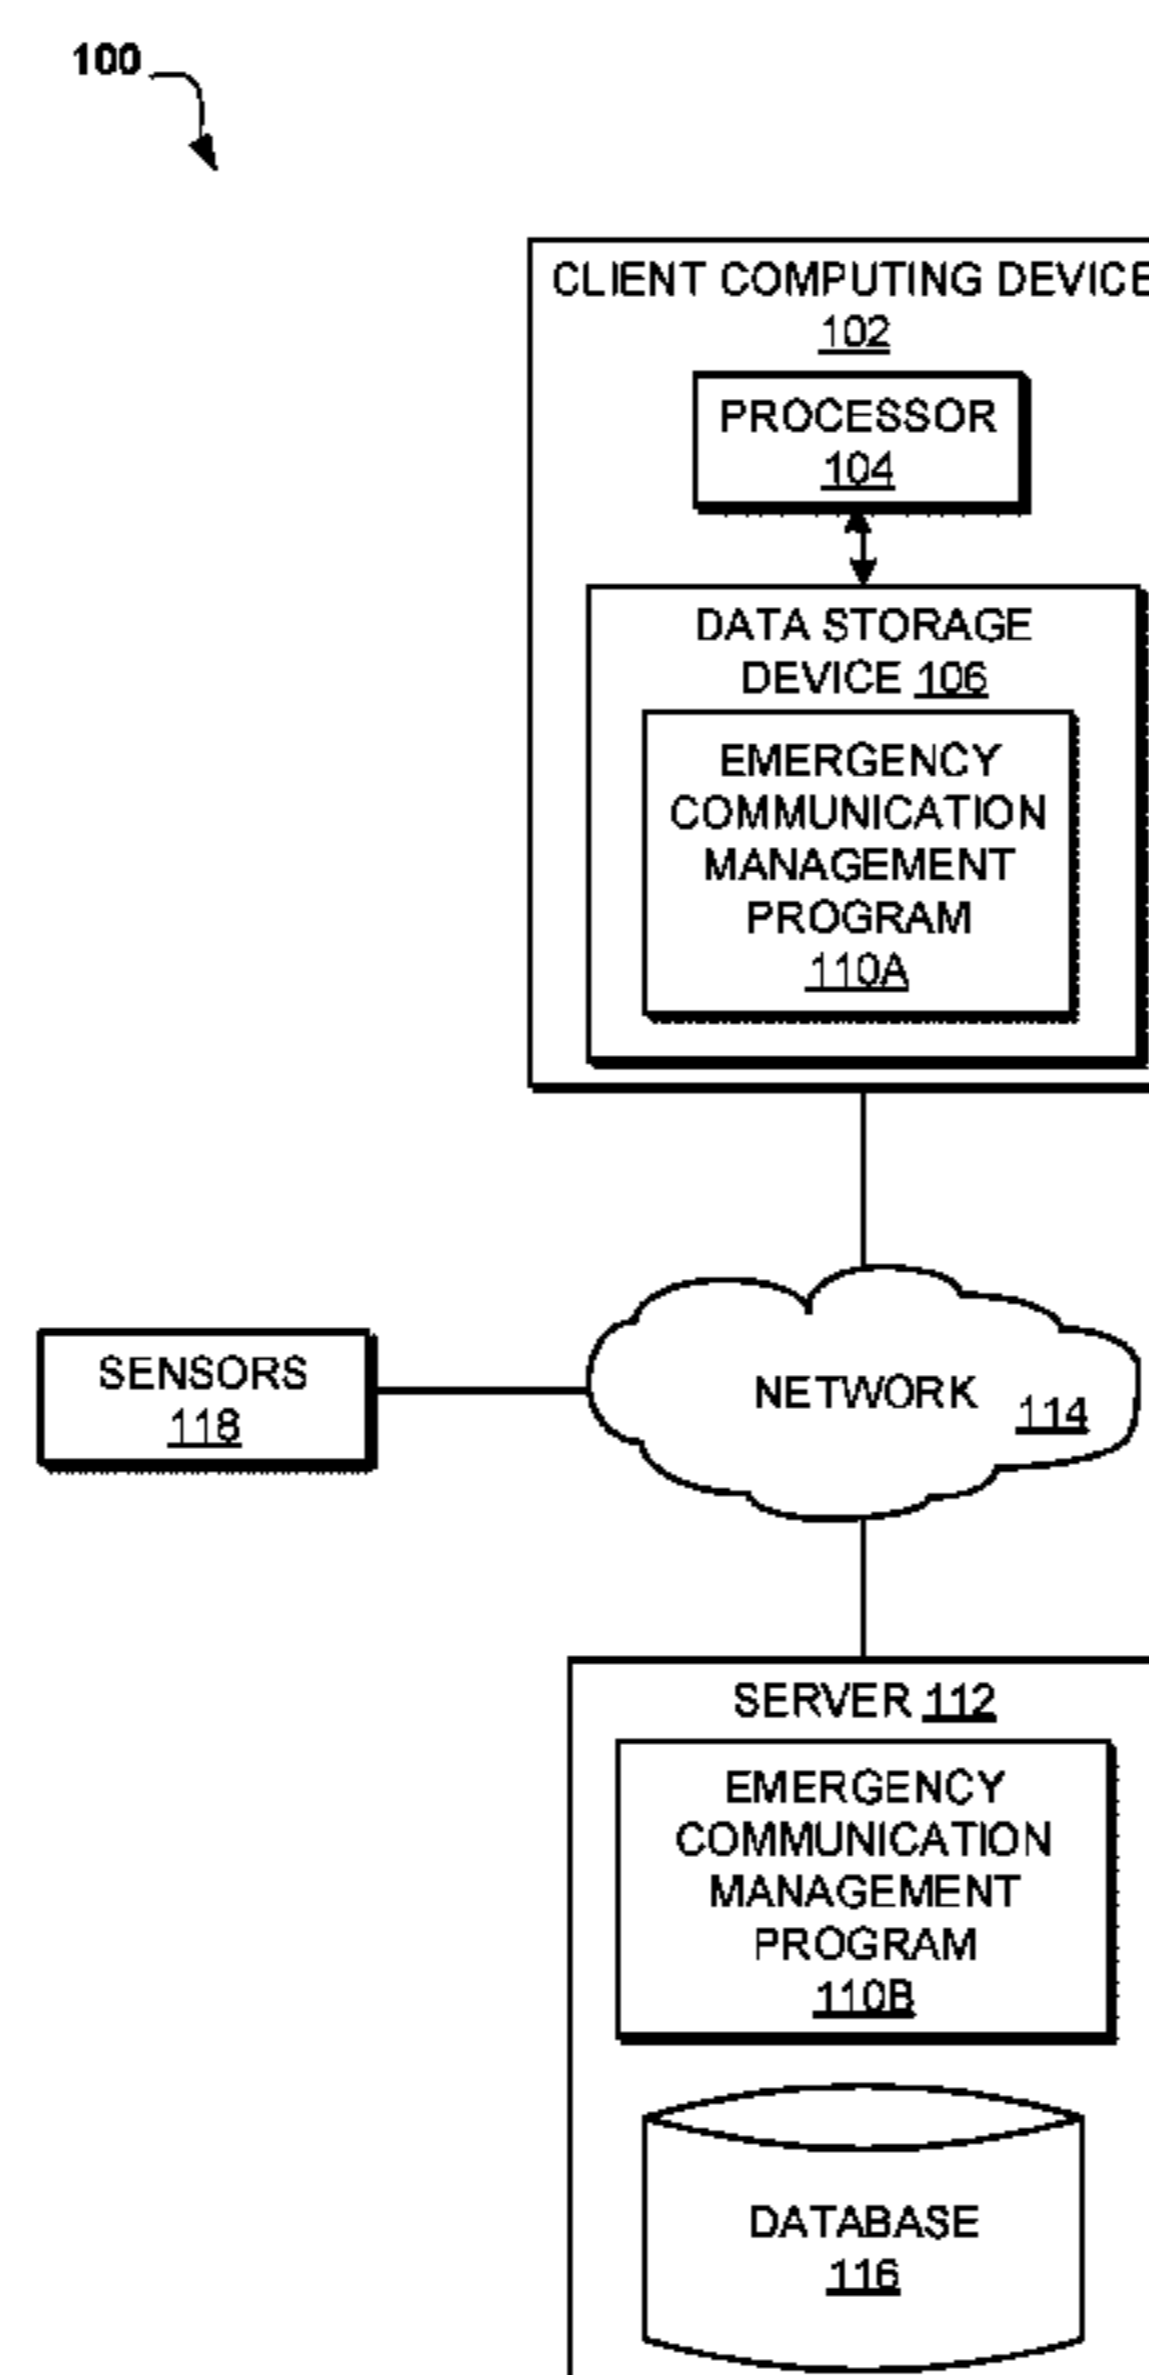 100
CLIENT COMPUTING DEVICE
102
PROCESSOR
104
DATA STORAGE
DEVICE 106
EMERGENCY
COMMUNICATION
MANAGEMENT
PROGRAM
110A
SENSORS
118
NETWORK 114
SERVER 112
EMERGENCY
COMMUNICATION
MANAGEMENT
PROGRAM
110B
DATABASE
116